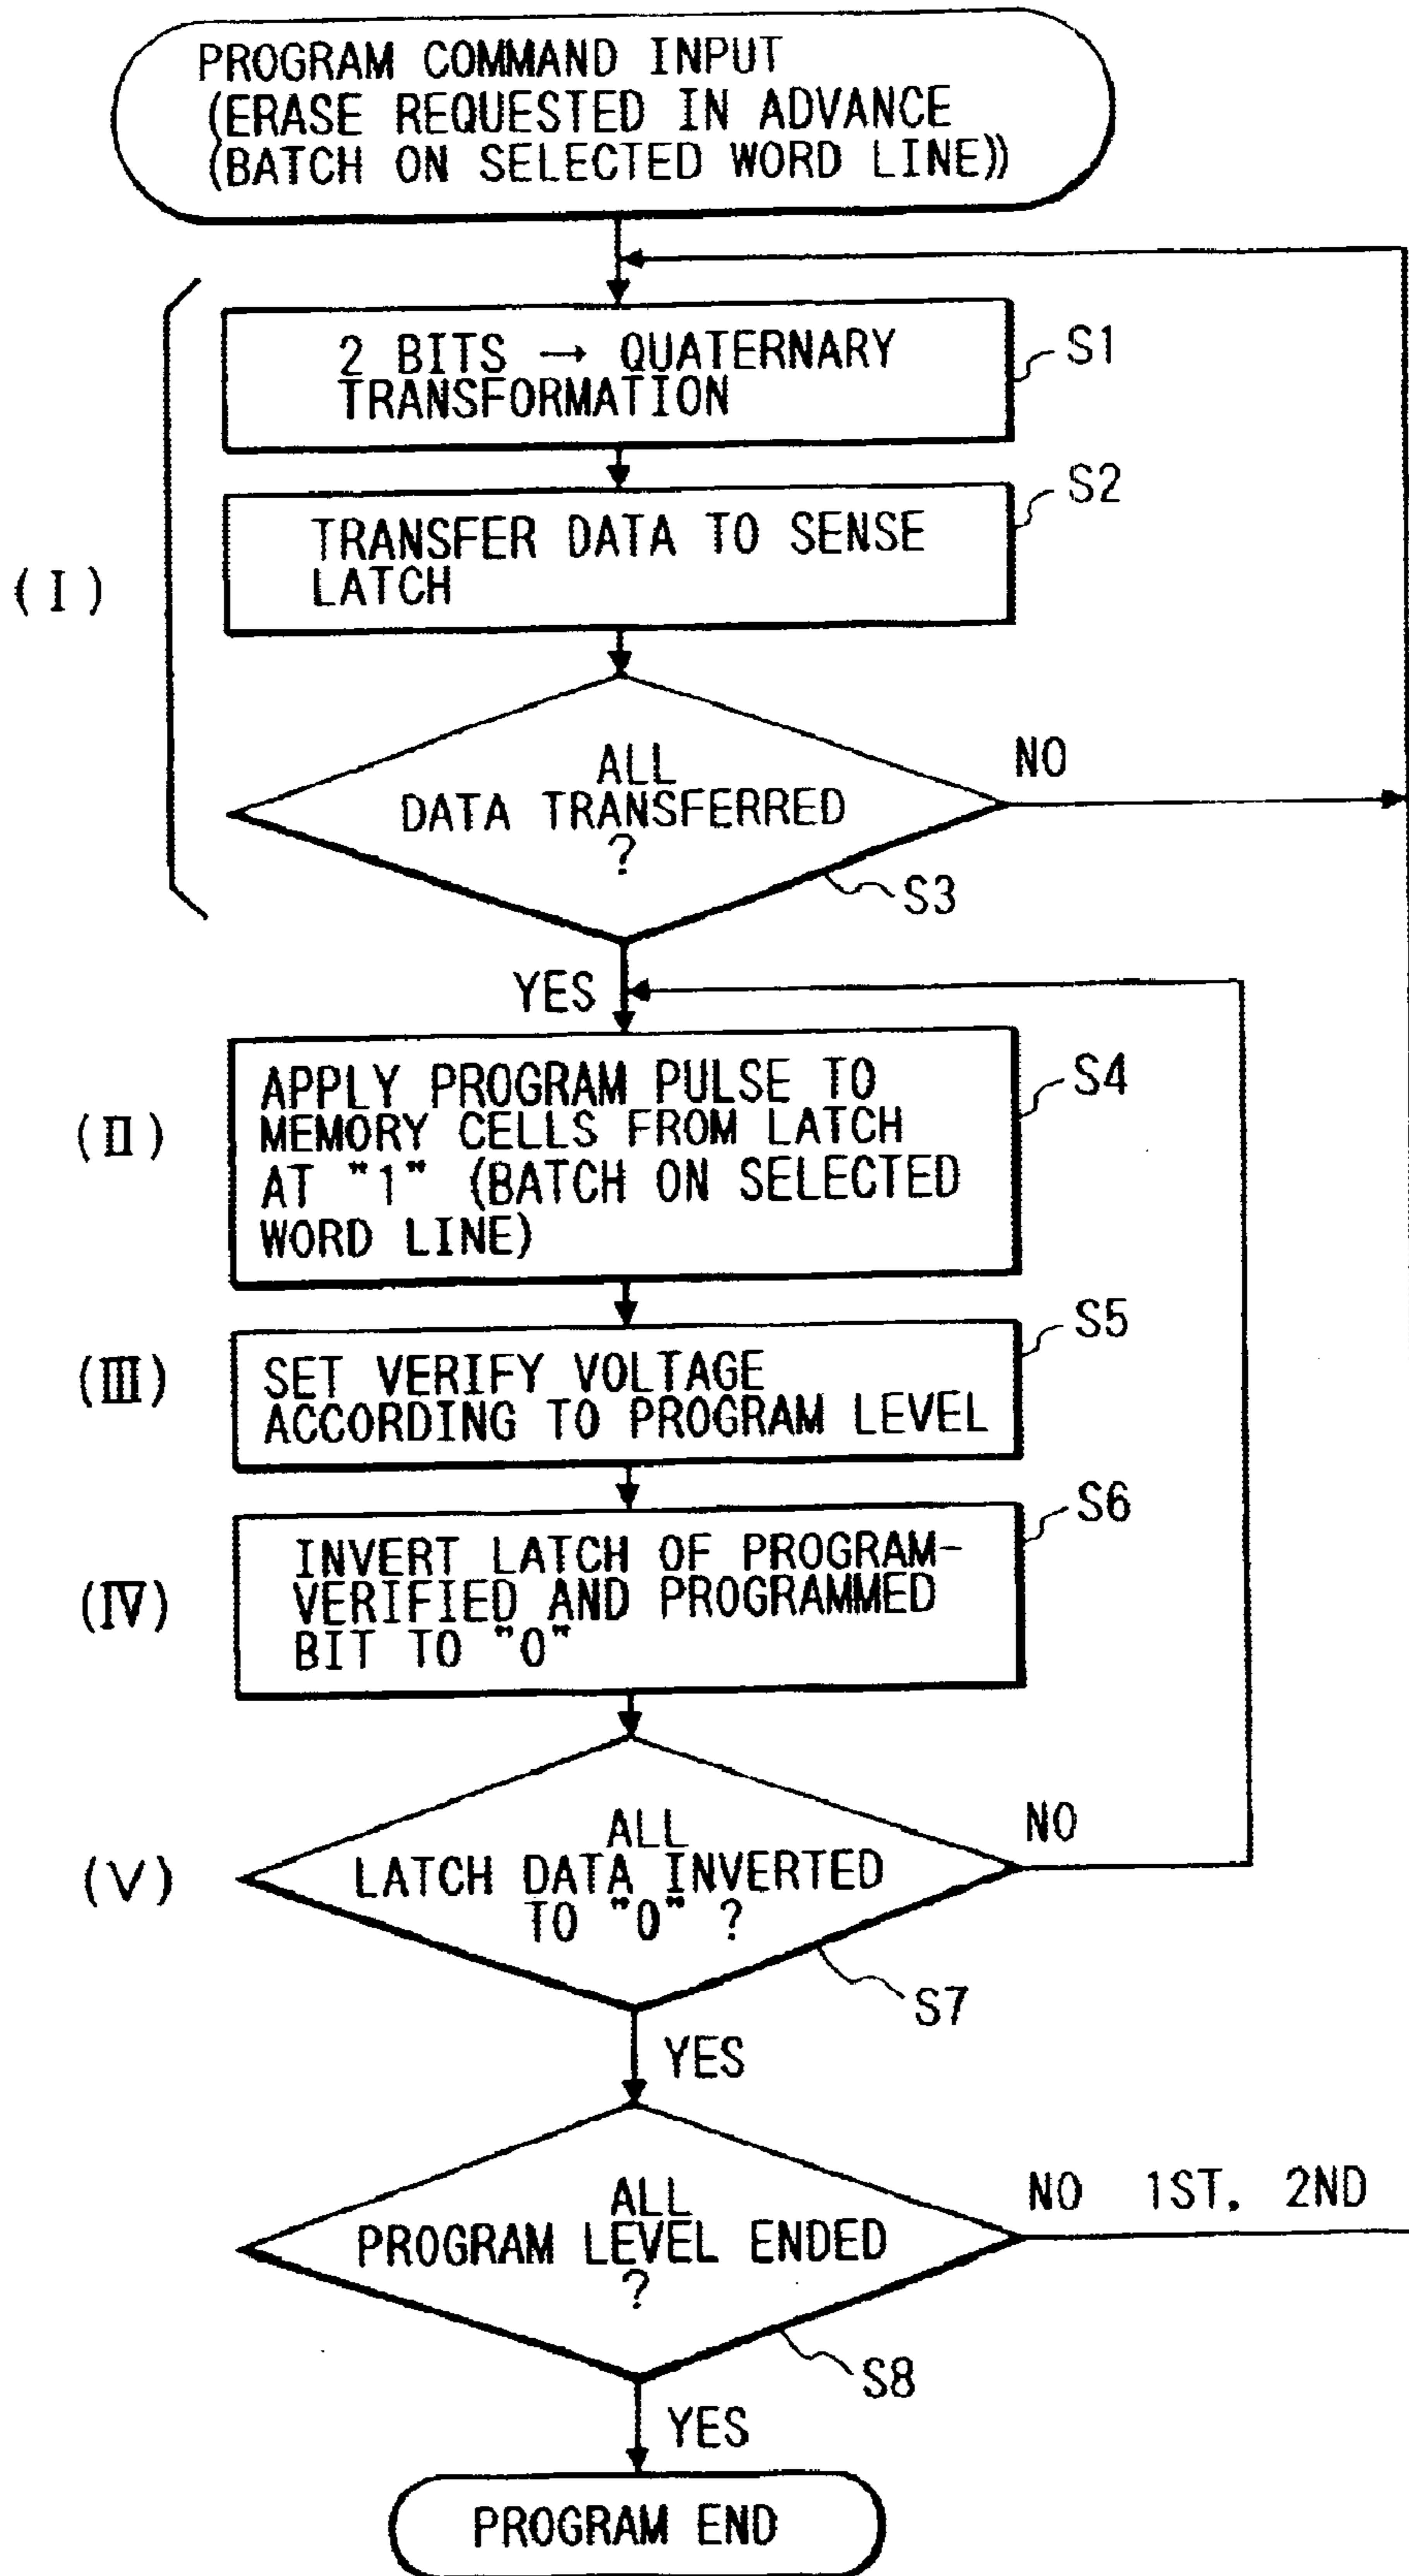 PROGRAM COMMAND INPUT
(ERASE REQUESTED IN ADVANCE
(BATCH ON SELECTED WORD LINE))
2 BITS → QUATERNARY
TRANSFORMATION
S1
TRANSFER DATA TO SENSE
LATCH
S2
(I)
ALL
DATA TRANSFERRED
?
NO
S3
YES
(II)
APPLY PROGRAM PULSE TO
MEMORY CELLS FROM LATCH
AT "1" (BATCH ON SELECTED
WORD LINE)
S4
(III)
SET VERIFY VOLTAGE
ACCORDING TO PROGRAM LEVEL
S5
(IV)
INVERT LATCH OF PROGRAM-
VERIFIED AND PROGRAMMED
BIT TO "0"
S6
(V)
ALL
LATCH DATA INVERTED
TO "0" ?
NO
S7
YES
ALL
PROGRAM LEVEL ENDED
?
NO 1ST. 2ND
S8
YES
PROGRAM END